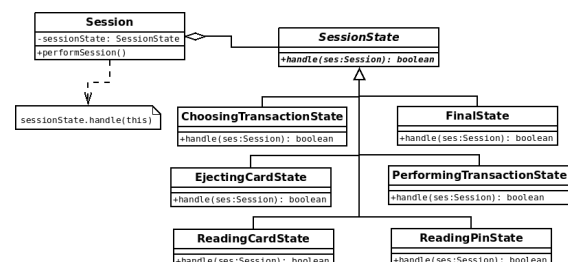 Session
-sessionState: SessionState
+performSession()
SessionState
+handle(ses:Session): boolean
sessionState.handle(this)
ChoosingTransactionState
+handle(ses:Session): boolean
FinalState
+handle(ses:Session): boolean
EjectingCardState
+handle(ses:Session): boolean
PerformingTransactionState
+handle(ses:Session): boolean
ReadingCardState
+handle(ses:Session): boolean
ReadingPinState
+handle(ses:Session): boolean